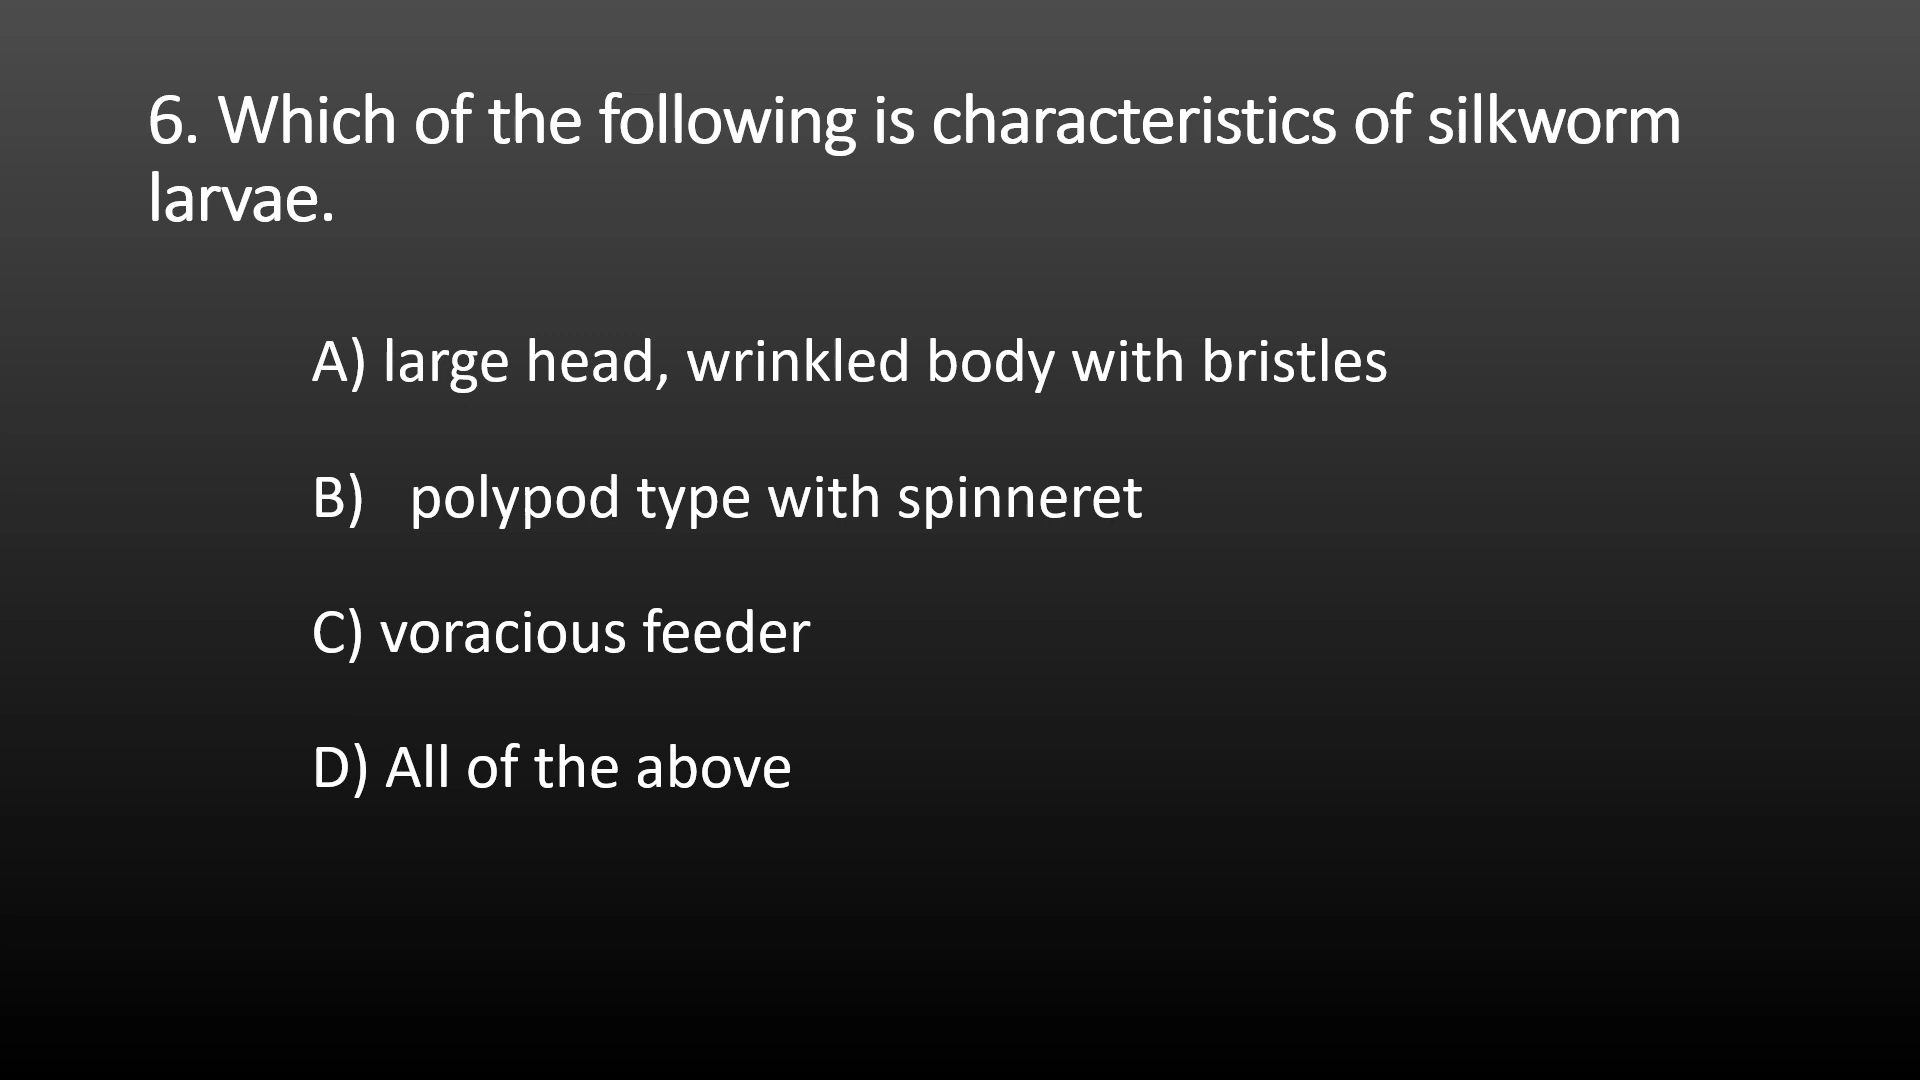 6. Which of the following is characteristics of silkworm
larvae.
A) large head, wrinkled body with bristles
B) polypod type with spinneret
C) voracious feeder
D) All of the above